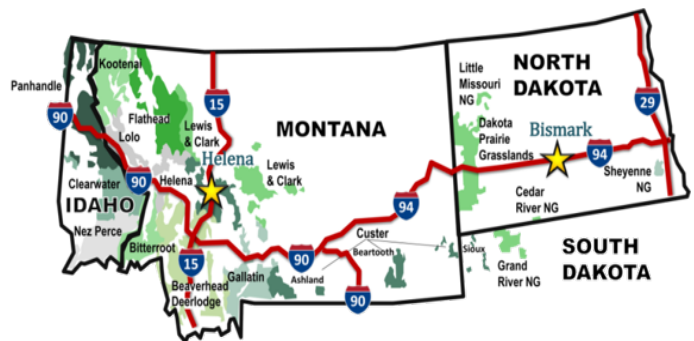 Kootenai
Panhandle
90
Flathead
Lolo
15
Lewis
& Clark
Helena
MONTANA
Lewis
& Clark
Helena
Clearwater
90
IDAHO
Nez Perce
Bitterroot
15
Beaverhead
Deerlodge
Gallatin
90
Ashland
Custer
Beartooth
94
90
Sioux
Little
Missouri
NG
NORTH
DAKOTA
29
Dakota
Prairie
Grasslands
Bismark
94
Sheyenne
NG
Cedar
River NG
Grand
River NG
SOUTH
DAKOTA